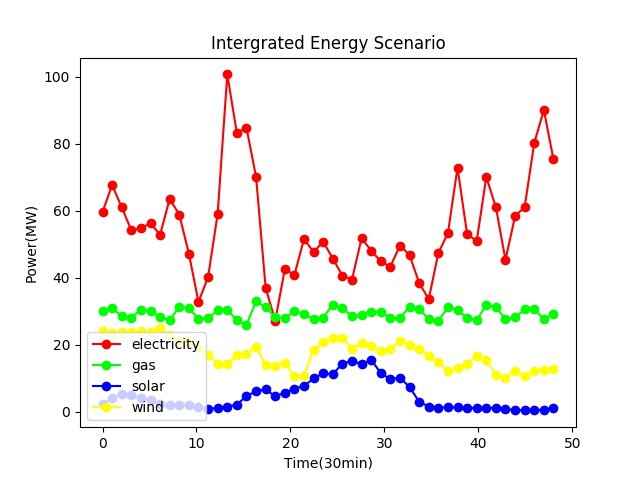 Intergrated Energy Scenario
Power(MW)
100
80
60
40
20
0
electricity
gas
solar
wind
0 10 20 30 40 50
Time(30min)